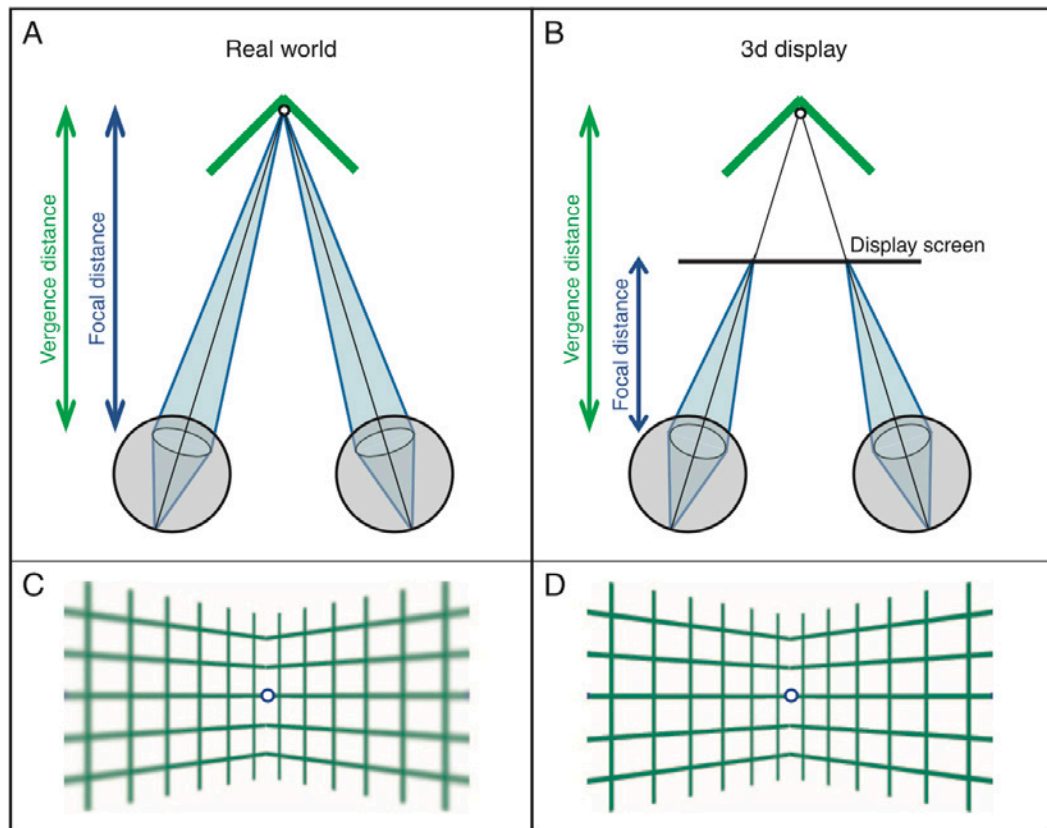 A
Real world
Vergence distance
Focal distance
B
3d display
Display screen
Vergence distance
Focal distance
C
D